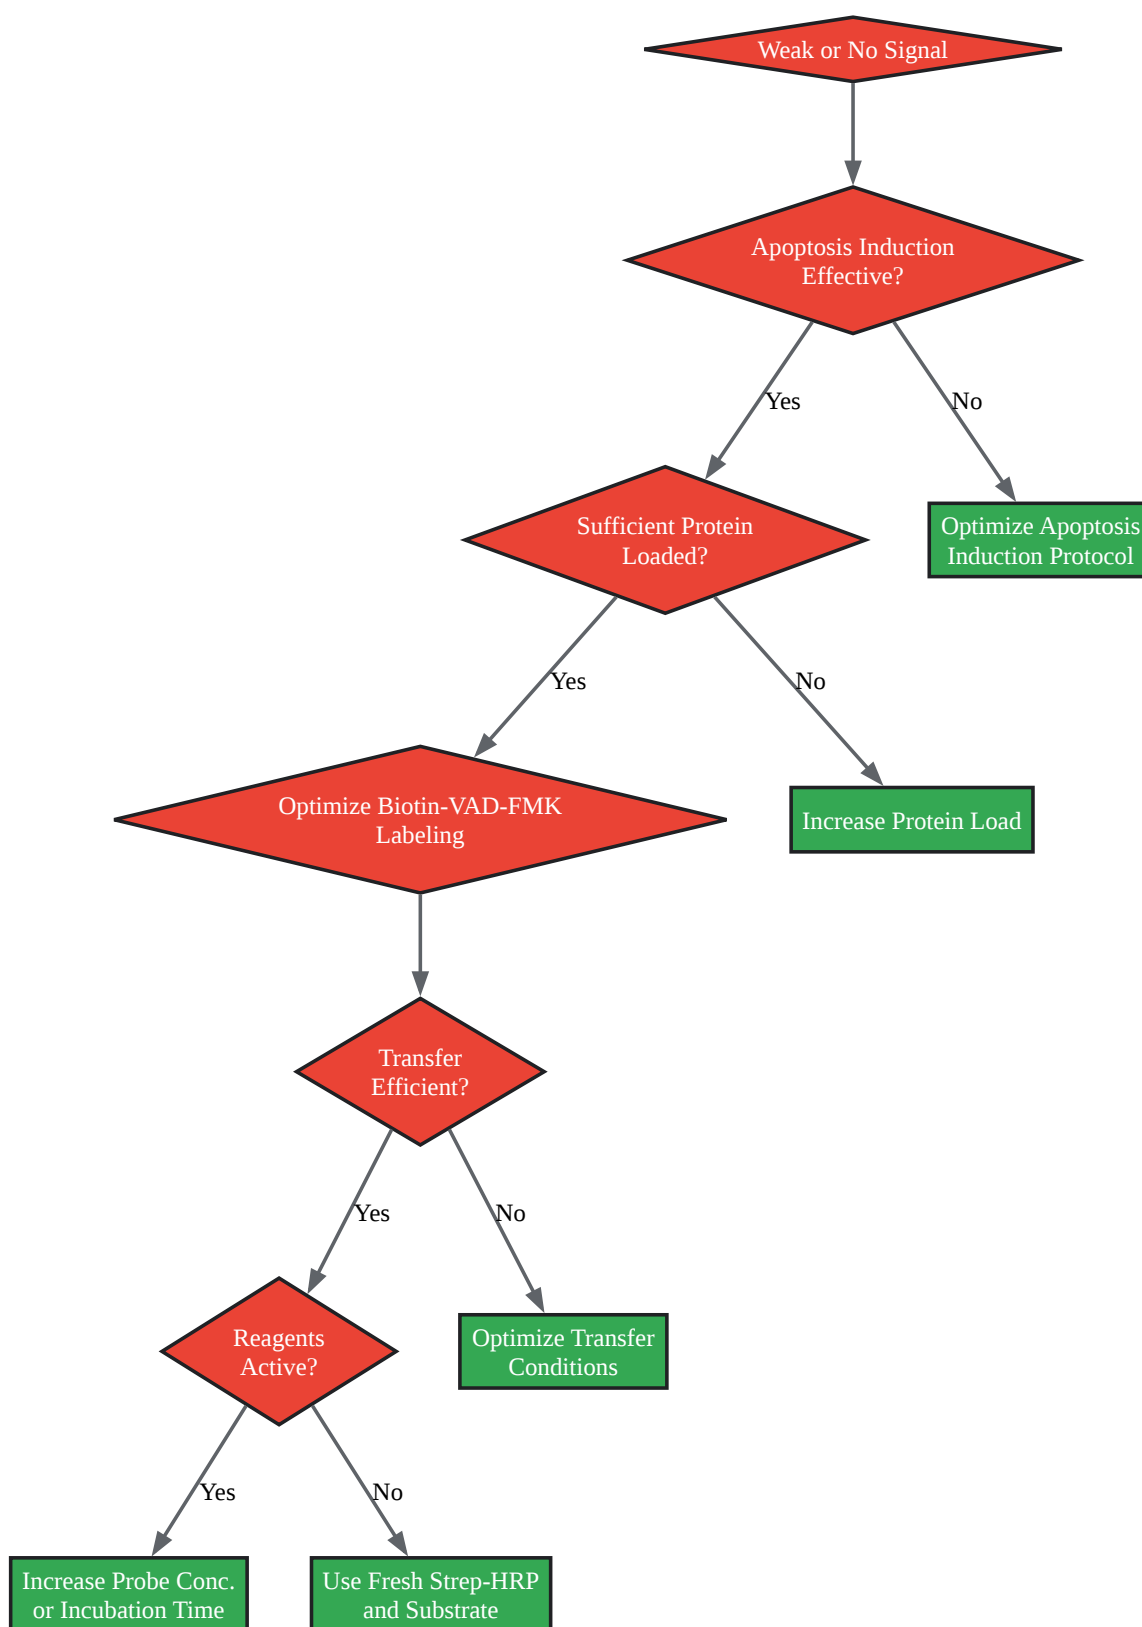 Weak or No Signal
Apoptosis Induction
Effective?
Yes
No
Sufficient Protein
Loaded?
Optimize Apoptosis
Induction Protocol
Yes
No
Optimize Biotin-VAD-FMK
Labeling
Increase Protein Load
Transfer
Efficient?
Yes
No
Reagents
Active?
Optimize Transfer
Conditions
Yes
No
Increase Probe Conc.
or Incubation Time
Use Fresh Strep-HRP
and Substrate